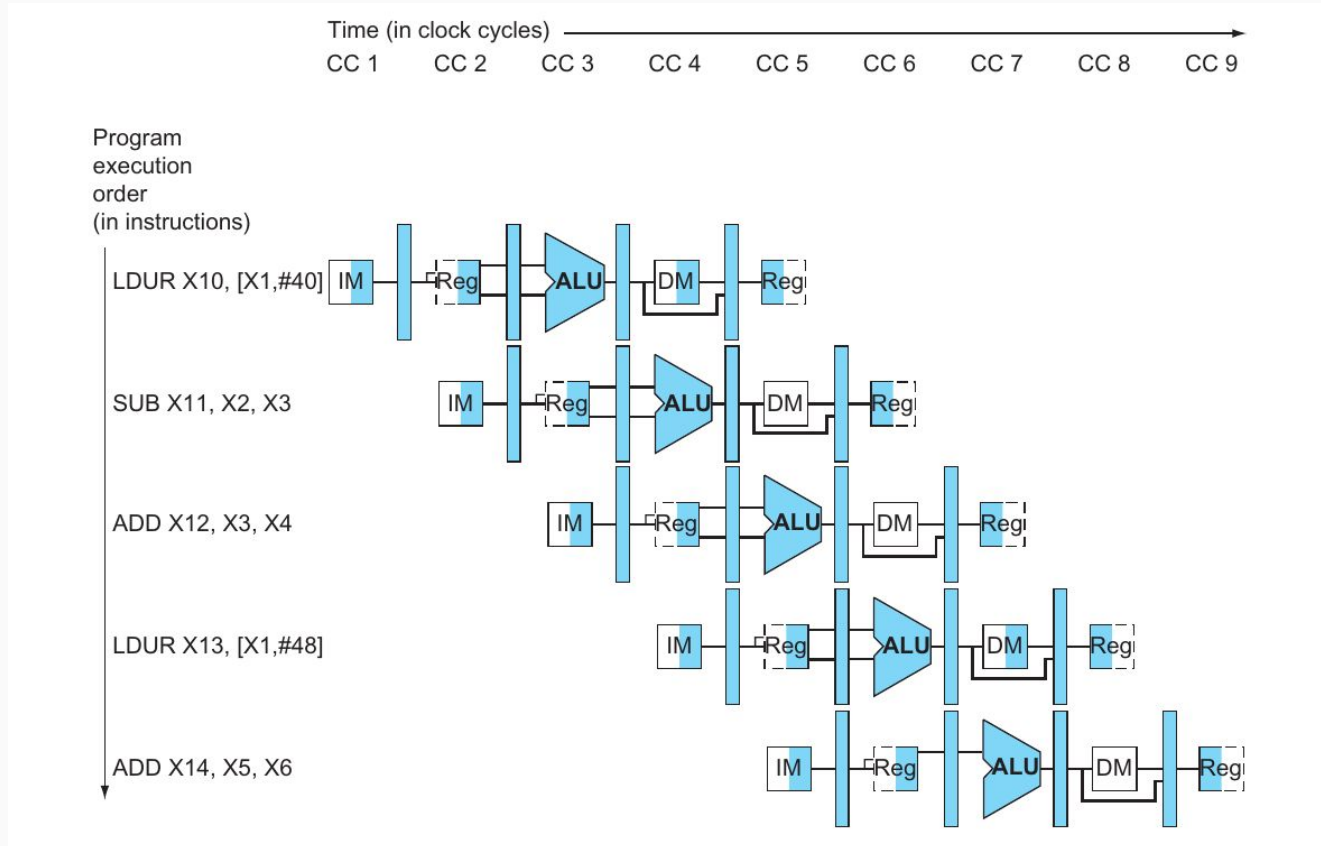 Time (in clock cycles)
CC 1 CC 2 CC 3 CC 4 CC 5 CC 6 CC 7 CC 8 CC 9
Program
execution
order
(in instructions)
LDUR X10, [X1,#40] IM Reg ALU DM Reg
SUB X11, X2, X3 IM Reg ALU DM Reg
ADD X12, X3, X4 IM Reg ALU DM Reg
LDUR X13, [X1,#48] IM Reg ALU DM Reg
ADD X14, X5, X6 IM Reg ALU DM Reg